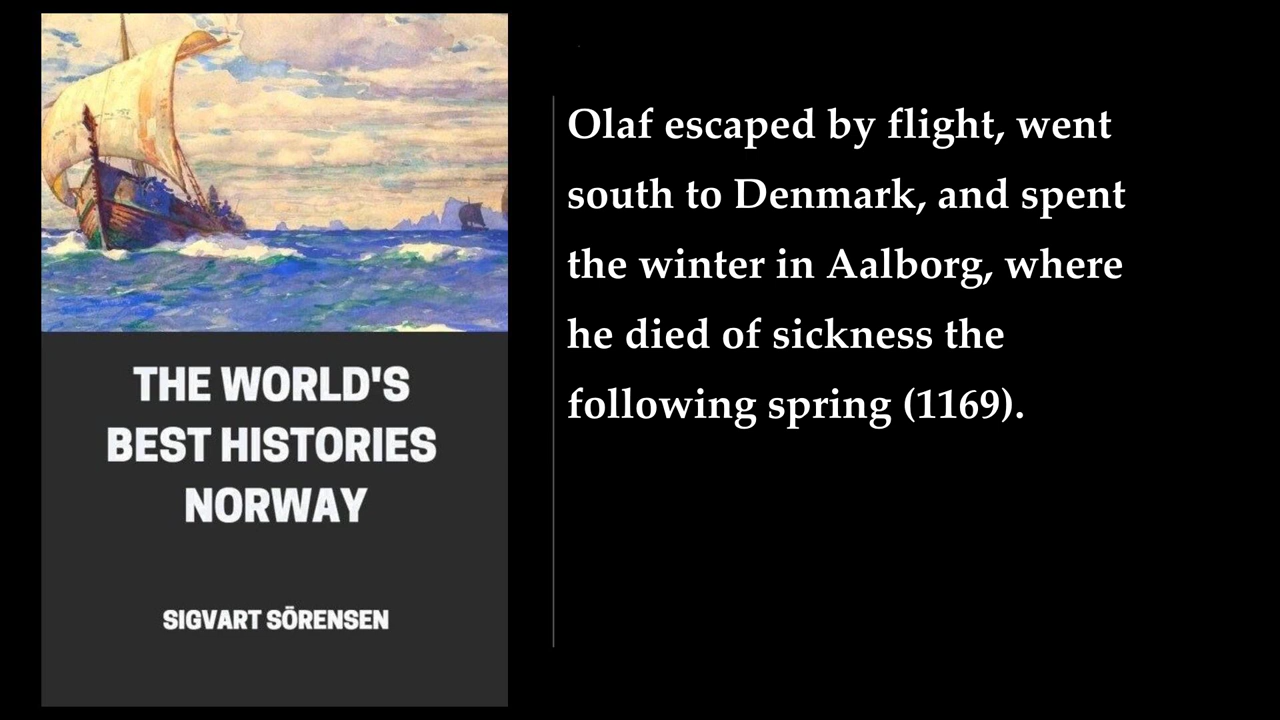 THE WORLD'S
BEST HISTORIES
NORWAY
SIGVART SÖRENSEN
Olaf escaped by flight, went
south to Denmark, and spent
the winter in Aalborg, where
he died of sickness the
following spring (1169).